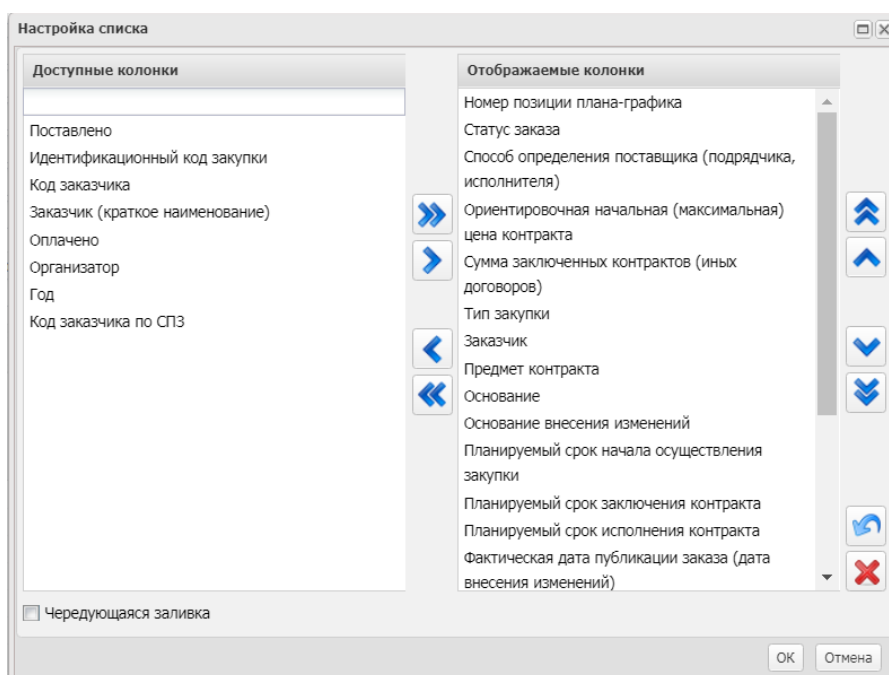 Настройка списка
Доступные колонки
Поставлено
Идентификационный код закупки
Код заказчика
Заказчик (краткое наименование)
Оплачено
Организатор
Год
Код заказчика по СПЗ
Отображаемые колонки
Номер позиции плана-графика
Статус заказа
Способ определения поставщика (подрядчика,
исполнителя)
Ориентировочная начальная (максимальная)
цена контракта
Сумма заключенных контрактов (иных
договоров)
Тип закупки
Заказчик
Предмет контракта
Основание
Основание внесения изменений
Планируемый срок начала осуществления
закупки
Планируемый срок заключения контракта
Планируемый срок исполнения контракта
Фактическая дата публикации заказа (дата
внесения изменений)
Чередующаяся заливка
ОК
Отмена